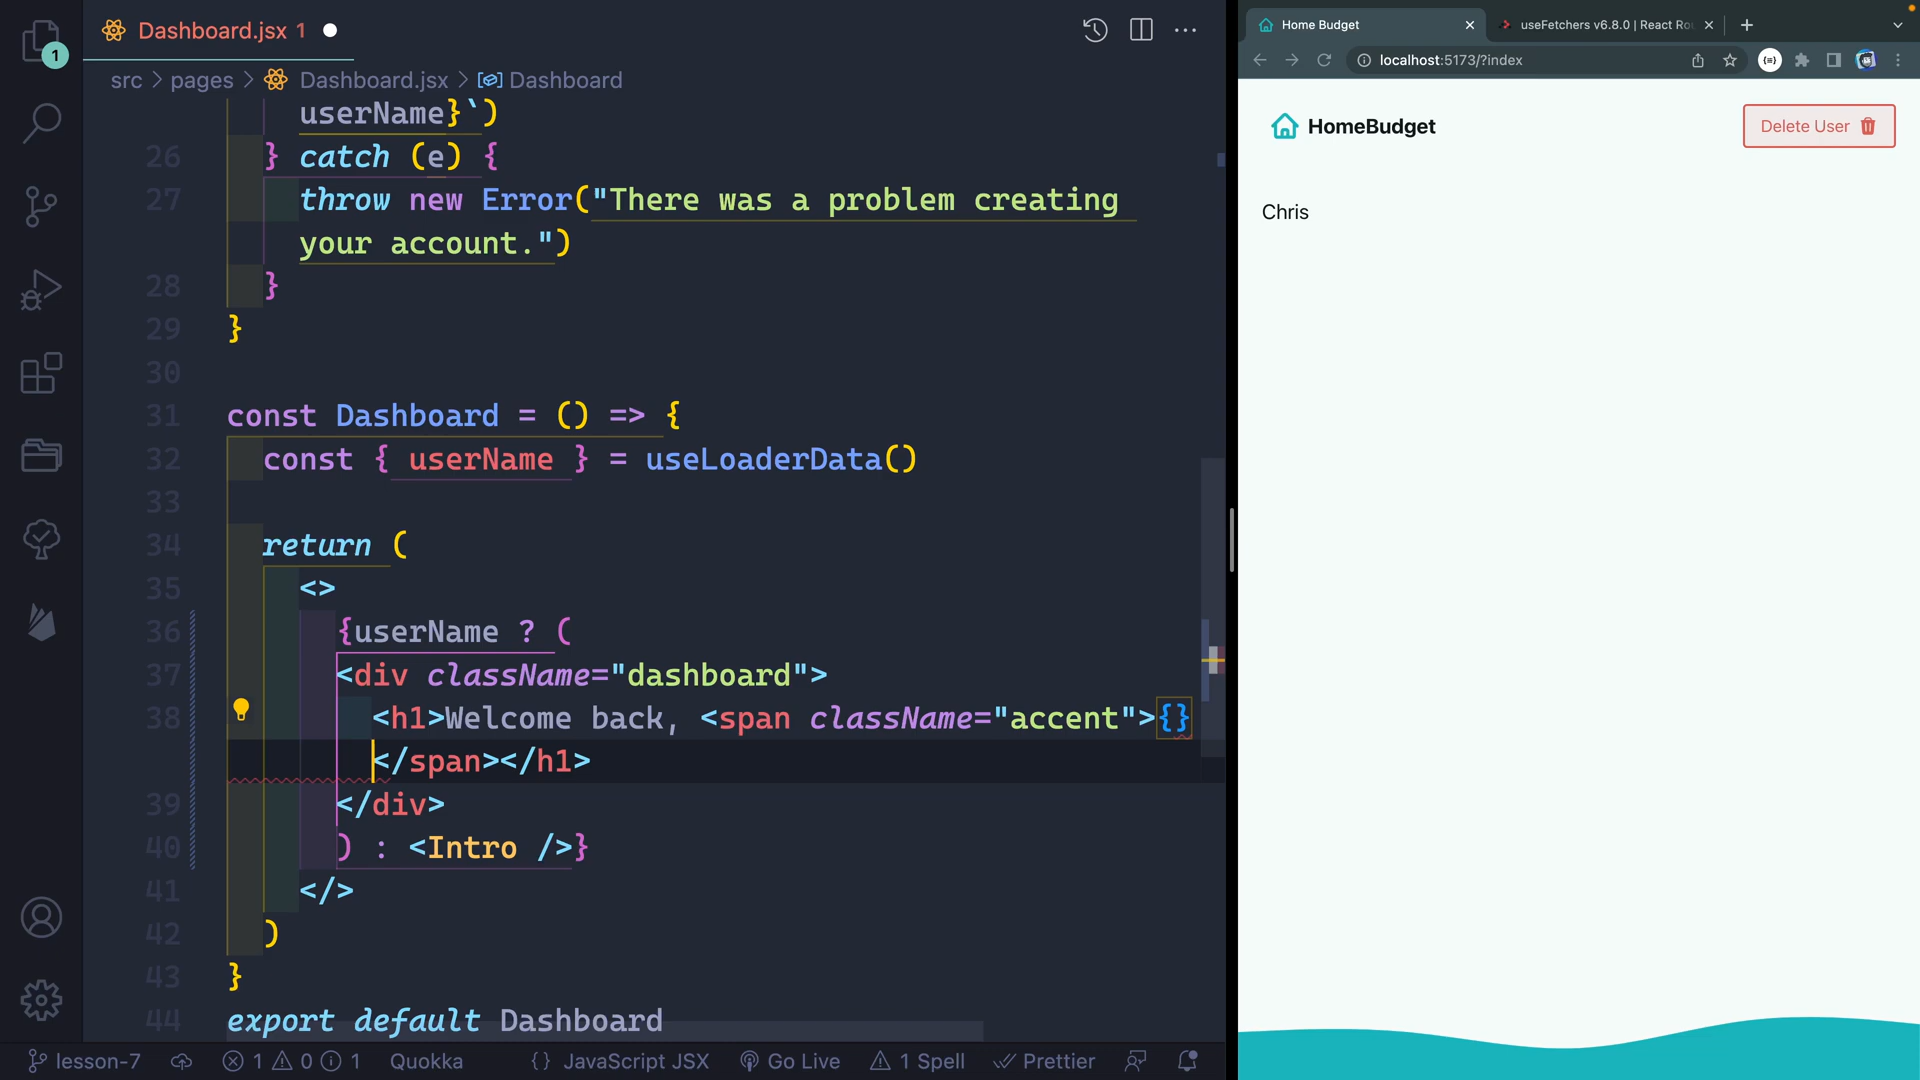 1
Dashboard.jsx 1
src > pages > Dashboard.jsx > Dashboard
userName}`)
26 } catch (e) {
27 throw new Error("There was a problem creating
your account.")
28 }
29 }
30
31 const Dashboard = () => {
32 const { userName } = useLoaderData()
33
34 return (
35 <>
36 {userName ? (
37 <div className="dashboard">
38 <h1>Welcome back, <span className="accent">{}
</span></h1>
39 </div>
40 ) : <Intro />}
41 </>
42 )
43 }
44 export default Dashboard
lesson-7 1 0 1 Quokka {} JavaScript JSX Go Live 1 Spell Prettier
Home Budget
useFetchers v6.8.0 | React Ro
localhost:5173/?index
HomeBudget
Delete User
Chris